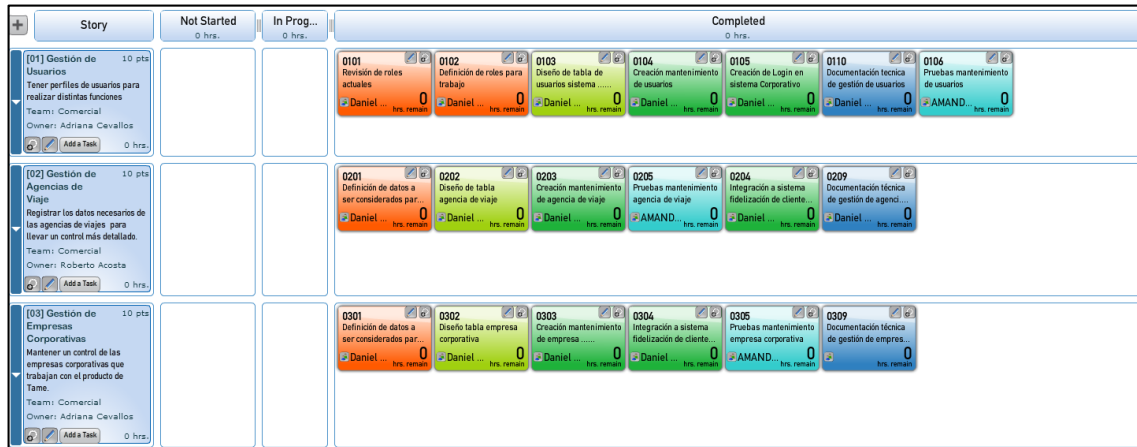 Story
Not Started
0 hrs.
In Prog...
0 hrs.
Completed
0 hrs.
[01] Gestión de Usuarios
10 pts
Tener perfiles de usuarios para
realizar distintas funciones
Team: Comercial
Owner: Adriana Cevallos
Add a Task
0 hrs.
0101
Revisión de roles
actuales
Daniel ...
0
hrs. remain
0102
Definición de roles para
trabajo
Daniel ...
0
hrs. remain
0103
Diseño de tabla de
usuarios sistema ......
Daniel ...
0
hrs. remain
0104
Creación mantenimiento
de usuarios
Daniel ...
0
hrs. remain
0105
Creación de Login en
sistema Corporativo
Daniel ...
0
hrs. remain
0110
Documentación tecnica
de gestión de usuarios
Daniel ...
0
hrs. remain
0106
Pruebas mantenimiento
de usuarios
AMAND...
0
hrs. remain
[02] Gestión de
10 pts
Agencias de
Viaje
Registrar los datos necesarios de
las agencias de viajes para
llevar un control más detallado.
Team: Comercial
Owner: Roberto Acosta
Add a Task
0 hrs.
0201
Definición de datos a
ser considerados par...
Daniel ...
0
hrs. remain
0202
Diseño de tabla
agencia de viaje
Daniel ...
0
hrs. remain
0203
Creación mantenimiento
de agencia de viaje
Daniel ...
0
hrs. remain
0205
Pruebas mantenimiento
agencia de viaje
AMAND...
0
hrs. remain
0204
Integración a sistema
fidelización de cliente...
Daniel ...
0
hrs. remain
0209
Documentación técnica
de gestión de agenci....
Daniel ...
0
hrs. remain
[03] Gestión de
10 pts
Empresas
Corporativas
Mantener un control de las
empresas corporativas que
trabajan con el producto de
Tame.
Team: Comercial
Owner: Adriana Cevallos
Add a Task
0 hrs.
0301
Definición de datos a
ser considerados par...
Daniel ...
0
hrs. remain
0302
Diseño tabla empresa
corporativa
Daniel ...
0
hrs. remain
0303
Creación mantenimiento
de empresa ......
Daniel ...
0
hrs. remain
0304
Integración a sistema
fidelización de cliente...
Daniel ...
0
hrs. remain
0305
Pruebas mantenimiento
empresa corporativa
AMAND...
0
hrs. remain
0309
Documentación técnica
de gestión de empres...
0
hrs. remain